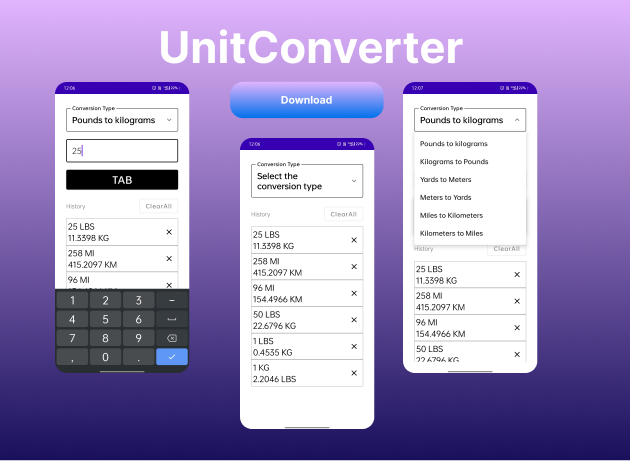 UnitConverter
12:06
Conversion Type
Pounds to kilograms
25
TAB
History
ClearAll
25 LBS
11.3398 KG
258 MI
415.2097 KM
96 MI
1 2 3 –
4 5 6
7 8 9
, 0 .
Download
12:06
Conversion Type
Select the
conversion type
History
ClearAll
25 LBS
11.3398 KG
258 MI
415.2097 KM
96 MI
154.4966 KM
50 LBS
22.6796 KG
1 LBS
0.4535 KG
1 KG
2.2046 LBS
12:07
Conversion Type
Pounds to kilograms
Pounds to kilograms
Kilograms to Pounds
Yards to Meters
Meters to Yards
Miles to Kilometers
Kilometers to Miles
History
ClearAll
25 LBS
11.3398 KG
258 MI
415.2097 KM
96 MI
154.4966 KM
50 LBS
22.6796 KG